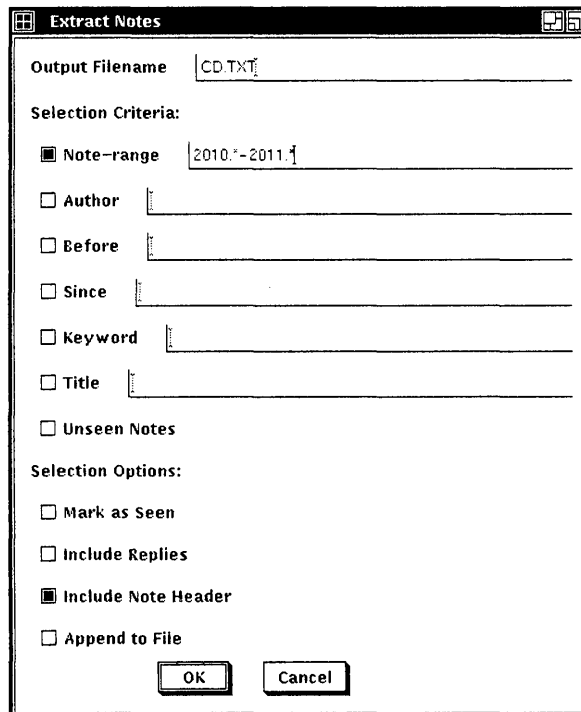 Extract Notes
Output Filename CD.TXT
Selection Criteria:
Note-range 2010.*-2011.*
Author
Before
Since
Keyword
Title
Unseen Notes
Selection Options:
Mark as Seen
Include Replies
Include Note Header
Append to File
OK Cancel